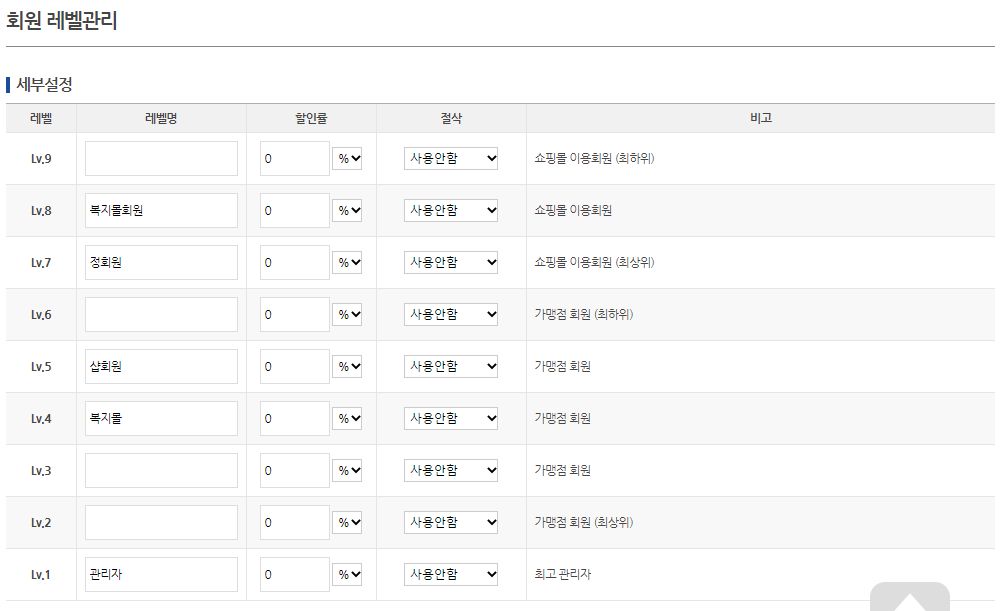 회원 레벨관리
세부설정
레벨 레벨명 할인률 절삭 비고
Lv.9 0 % 사용안함 쇼핑몰 이용회원 (최하위)
Lv.8 복지몰회원 0 % 사용안함 쇼핑몰 이용회원
Lv.7 정회원 0 % 사용안함 쇼핑몰 이용회원 (최상위)
Lv.6 0 % 사용안함 가맹점 회원 (최하위)
Lv.5 샵회원 0 % 사용안함 가맹점 회원
Lv.4 복지몰 0 % 사용안함 가맹점 회원
Lv.3 0 % 사용안함 가맹점 회원
Lv.2 0 % 사용안함 가맹점 회원 (최상위)
Lv.1 관리자 0 % 사용안함 최고 관리자